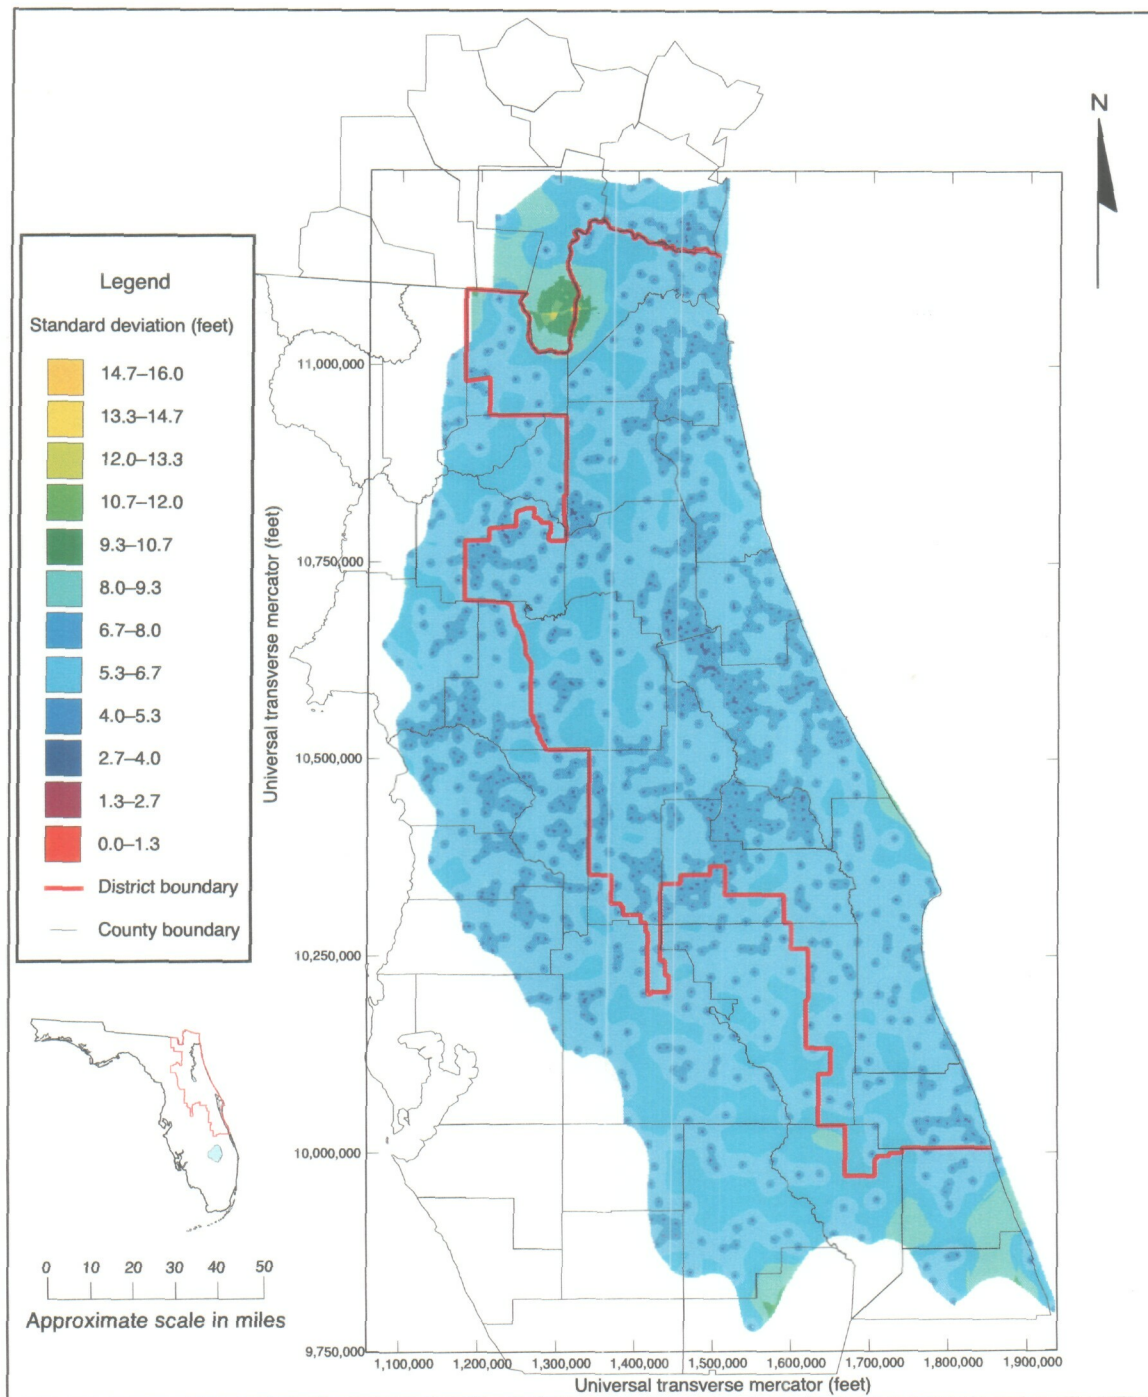 N
Legend
Standard deviation (feet)
14.7–16.0
13.3–14.7
12.0–13.3
10.7–12.0
9.3–10.7
8.0–9.3
6.7–8.0
5.3–6.7
4.0–5.3
2.7–4.0
1.3–2.7
0.0–1.3
District boundary
County boundary
Universal transverse mercator (feet)
11,000,000
10,750,000
10,500,000
10,250,000
10,000,000
9,750,000
0 10 20 30 40 50
Approximate scale in miles
1,100,000 1,200,000 1,300,000 1,400,000 1,500,000 1,600,000 1,700,000 1,800,000 1,900,000
Universal transverse mercator (feet)